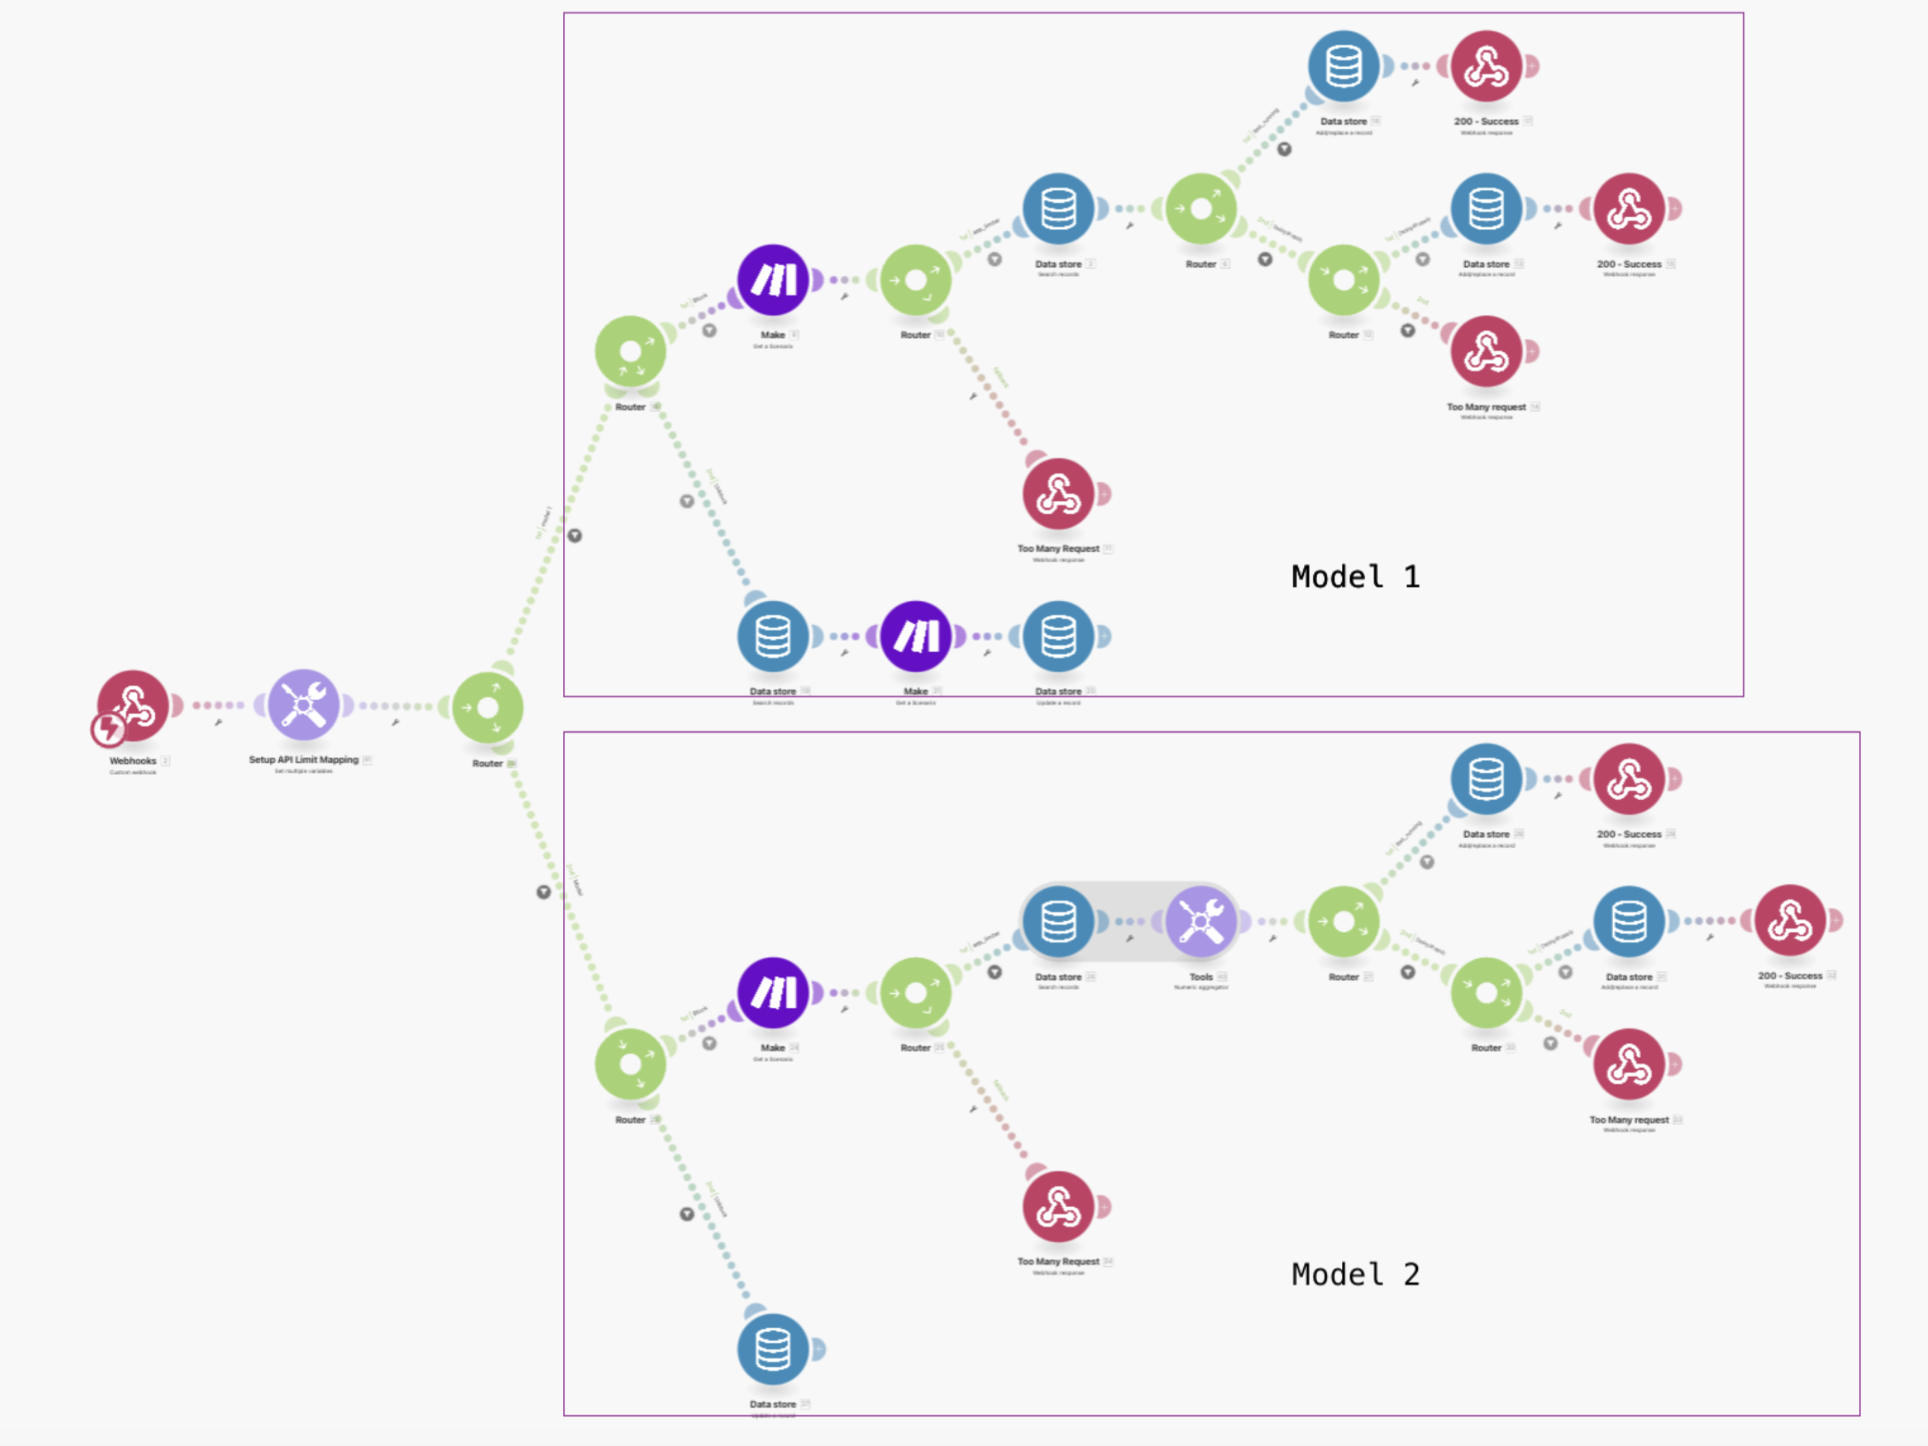 Data store
Add/replace a record
200 - Success
Webhook response
Data store
Search records
Router
Data store
Add/replace a record
200 - Success
Webhook response
Make
Get a Scenario
Router
Router
Too Many request
Webhook response
Router
Too Many Request
Webhook response
Model 1
Data store
Search records
Make
Get a Scenario
Data store
Update a record
Webhooks
Custom webhook
Setup API Limit Mapping
Set multiple variables
Router
Data store
Add/replace a record
200 - Success
Webhook response
Data store
Search records
Tools
Numeric aggregator
Router
Data store
Add/replace a record
200 - Success
Webhook response
Make
Get a Scenario
Router
Router
Router
Too Many request
Webhook response
Too Many Request
Webhook response
Model 2
Data store
Update a record